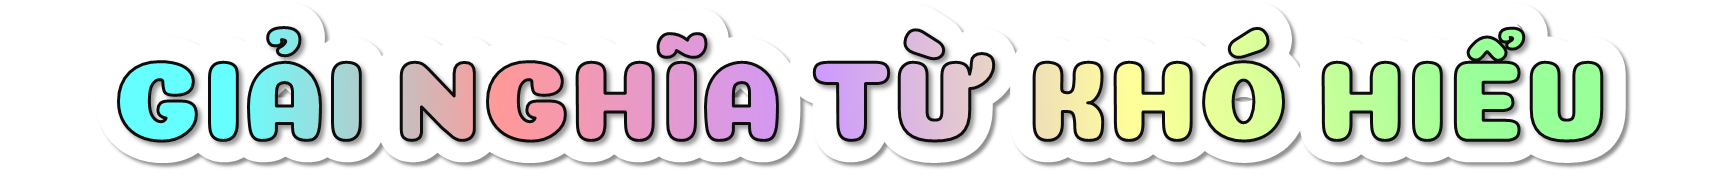 GIẢI NGHĨA TỪ KHÓ HIỂU